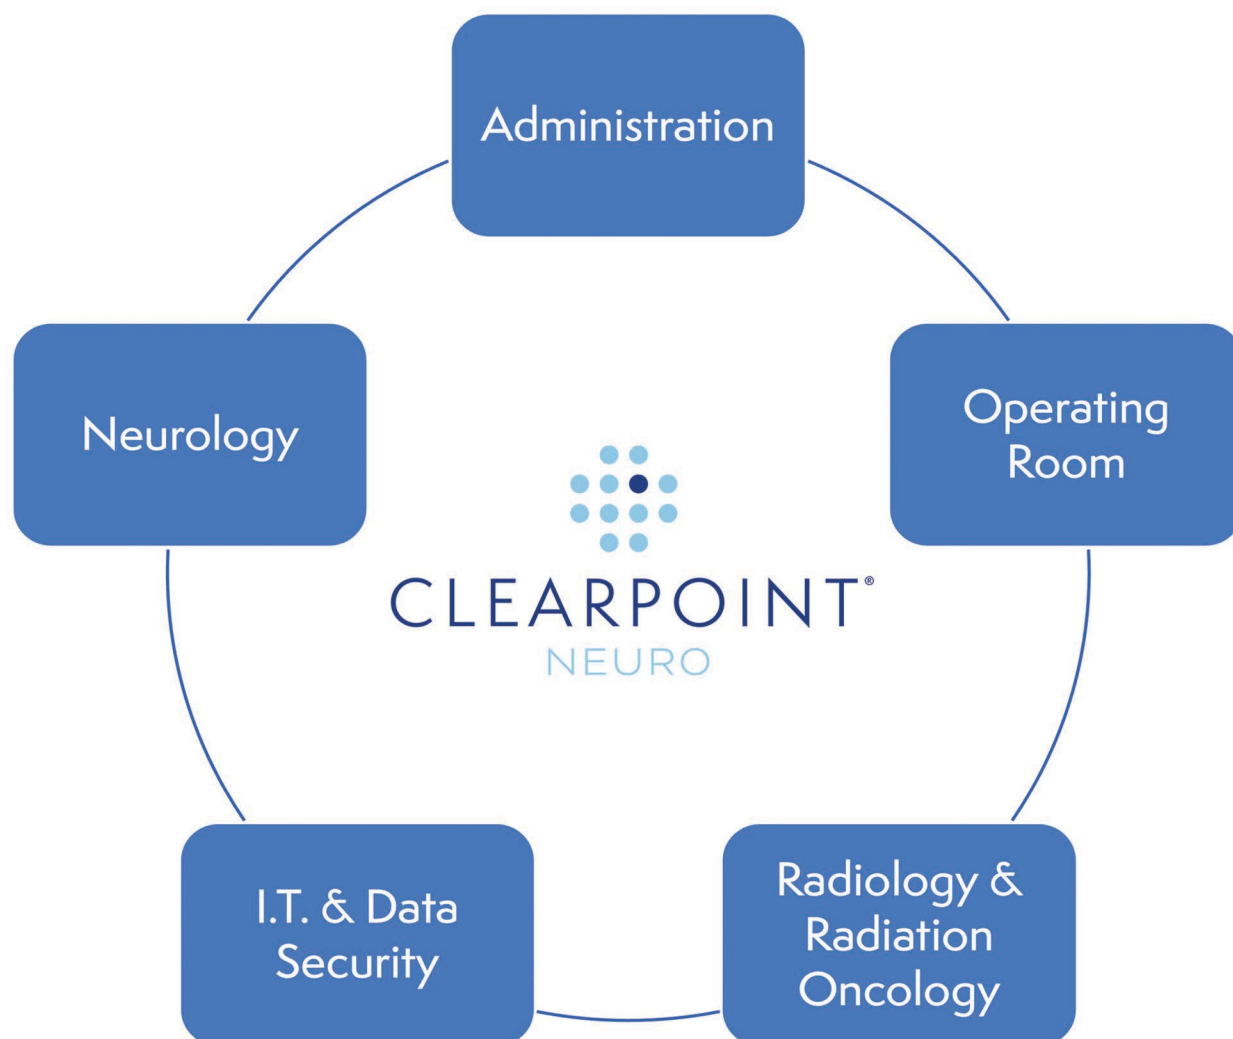 Administration
Operating
Room
Radiology &
Radiation
Oncology
I.T. & Data
Security
Neurology
CLEARPOINT®
NEURO